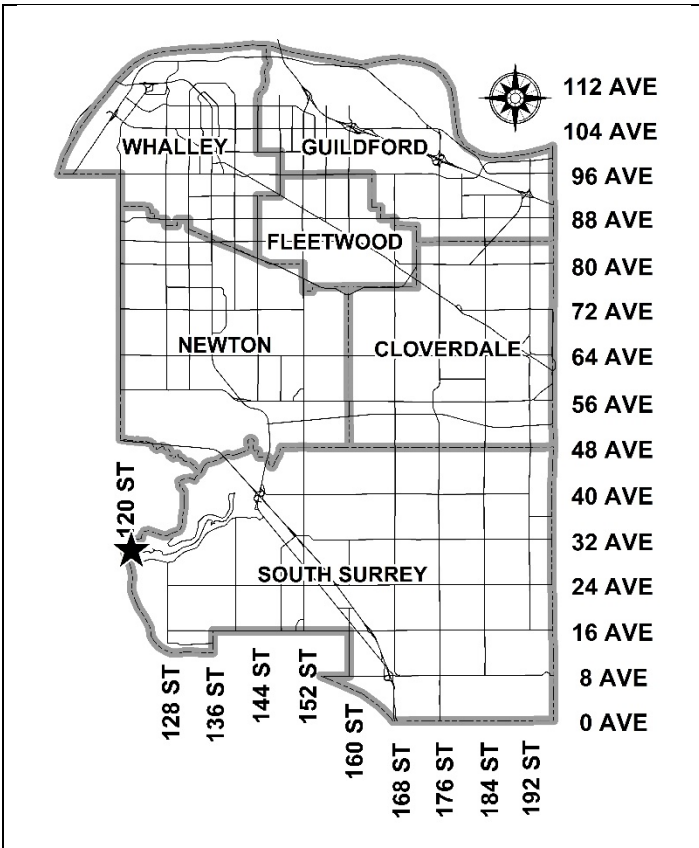 112 AVE
104 AVE
WHALLEY
GUILDFORD
96 AVE
88 AVE
FLEETWOOD
80 AVE
72 AVE
NEWTON
CLOVERDALE
64 AVE
56 AVE
48 AVE
120 ST
40 AVE
32 AVE
SOUTH SURREY
24 AVE
16 AVE
8 AVE
0 AVE
128 ST
136 ST
144 ST
152 ST
160 ST
168 ST
176 ST
184 ST
192 ST